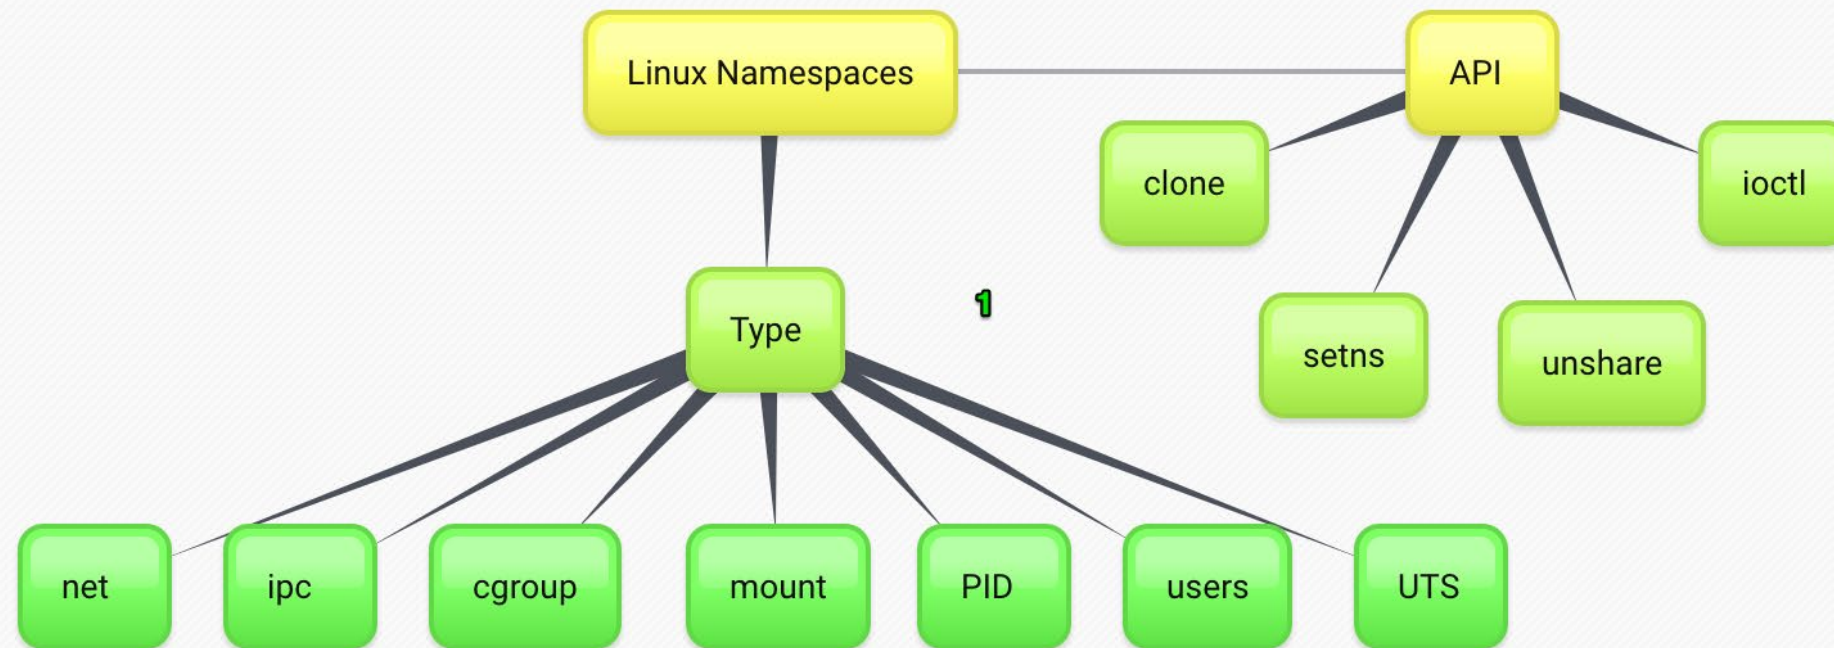 Linux Namespaces
API
clone
ioctl
Type
1
setns
unshare
net
ipc
cgroup
mount
PID
users
UTS